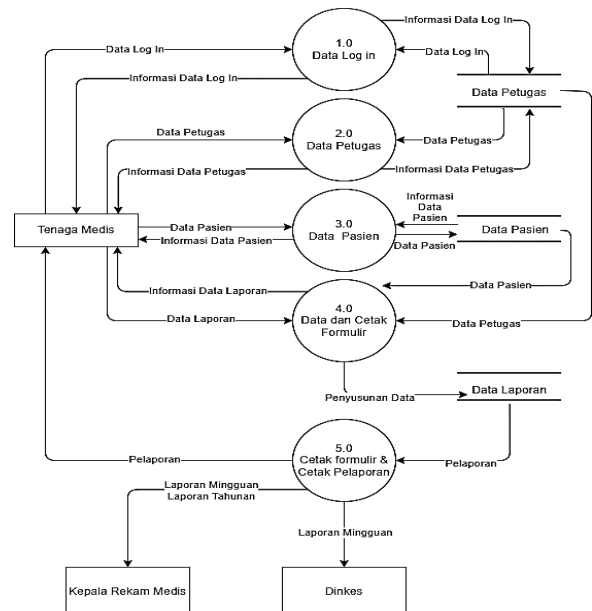 Informasi Data Log In
1.0
Data Log in
Data Log In
Data Log In
Informasi Data Log In
Data Petugas
Data Petugas
2.0
Data Petugas
Data Petugas
Informasi Data Petugas
Informasi Data Petugas
Informasi
Data
Pasien
Tenaga Medis
Data Pasien
3.0
Data Pasien
Data Pasien
Informasi Data Pasien
Data Pasien
Informasi Data Laporan
4.0
Data dan Cetak
Formulir
Data Pasien
Data Laporan
Data Petugas
Penyusunan Data
Data Laporan
Pelaporan
5.0
Cetak formulir &
Cetak Pelaporan
Pelaporan
Laporan Mingguan
Laporan Tahunan
Laporan Mingguan
Kepala Rekam Medis
Dinkes